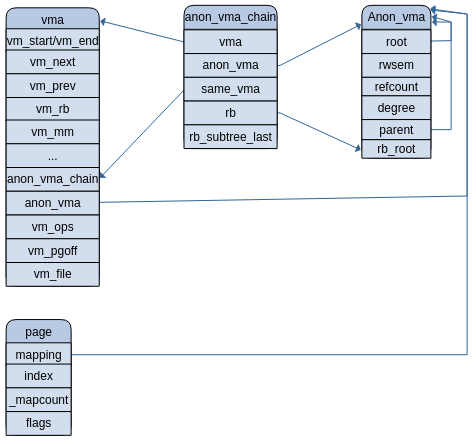 vma
vm_start/vm_end
vm_next
vm_prev
vm_rb
vm_mm
...
anon_vma_chain
anon_vma
vm_ops
vm_pgoff
vm_file
anon_vma_chain
vma
anon_vma
same_vma
rb
rb_subtree_last
Anon_vma
root
rwsem
refcount
degree
parent
rb_root
page
mapping
index
_mapcount
flags